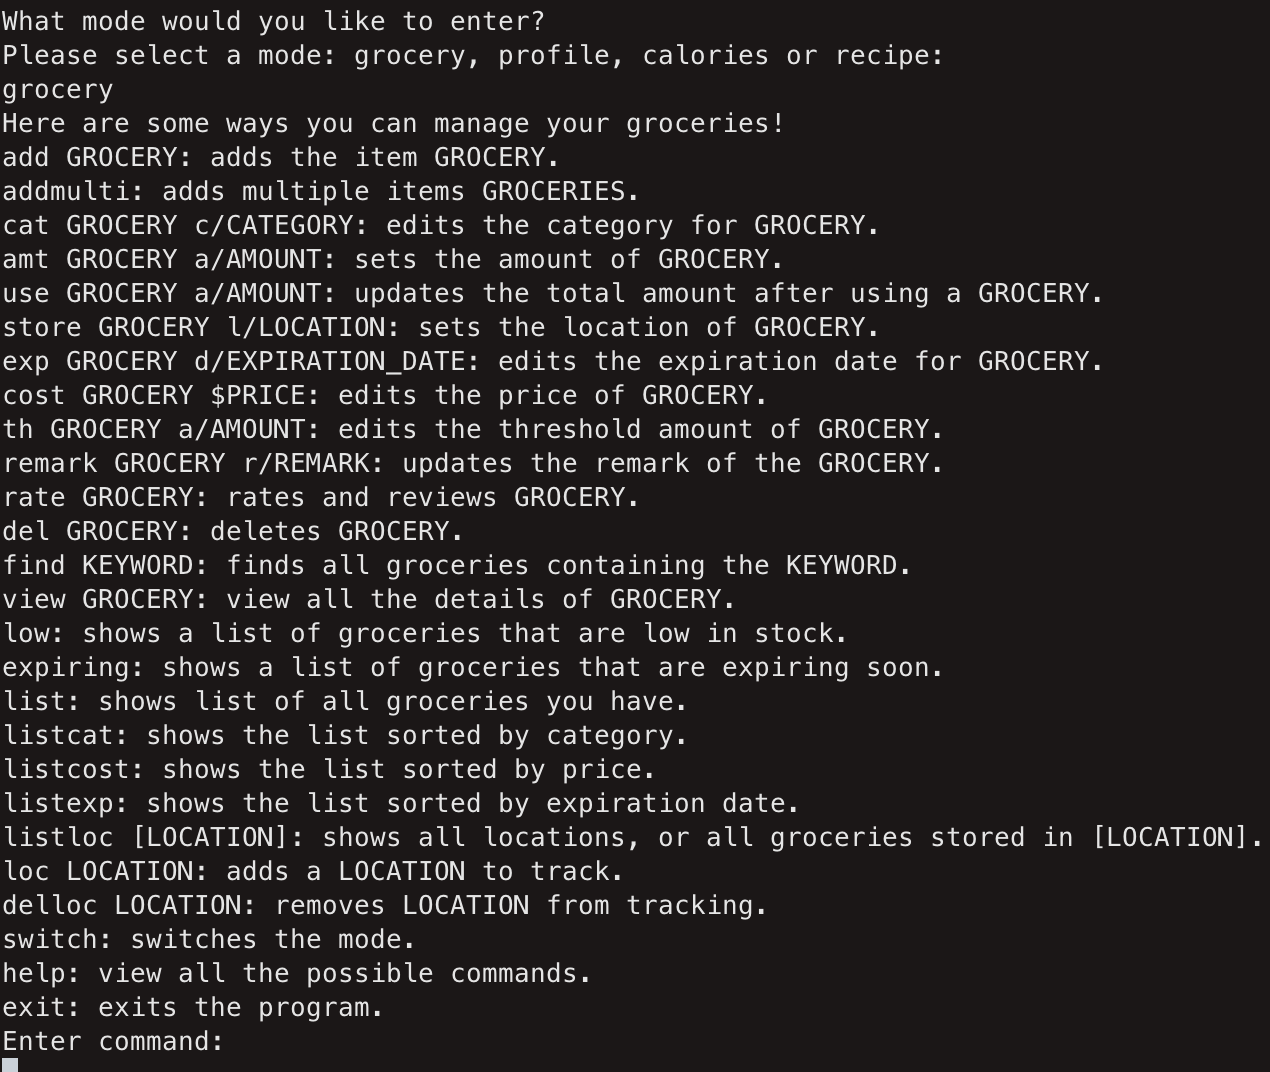 What mode would you like to enter?
Please select a mode: grocery, profile, calories or recipe:
grocery
Here are some ways you can manage your groceries!
add GROCERY: adds the item GROCERY.
addmulti: adds multiple items GROCERIES.
cat GROCERY c/CATEGORY: edits the category for GROCERY.
amt GROCERY a/AMOUNT: sets the amount of GROCERY.
use GROCERY a/AMOUNT: updates the total amount after using a GROCERY.
store GROCERY l/LOCATION: sets the location of GROCERY.
exp GROCERY d/EXPIRATION_DATE: edits the expiration date for GROCERY.
cost GROCERY $PRICE: edits the price of GROCERY.
th GROCERY a/AMOUNT: edits the threshold amount of GROCERY.
remark GROCERY r/REMARK: updates the remark of the GROCERY.
rate GROCERY: rates and reviews GROCERY.
del GROCERY: deletes GROCERY.
find KEYWORD: finds all groceries containing the KEYWORD.
view GROCERY: view all the details of GROCERY.
low: shows a list of groceries that are low in stock.
expiring: shows a list of groceries that are expiring soon.
list: shows list of all groceries you have.
listcat: shows the list sorted by category.
listcost: shows the list sorted by price.
listexp: shows the list sorted by expiration date.
listloc [LOCATION]: shows all locations, or all groceries stored in [LOCATION].
loc LOCATION: adds a LOCATION to track.
delloc LOCATION: removes LOCATION from tracking.
switch: switches the mode.
help: view all the possible commands.
exit: exits the program.
Enter command: